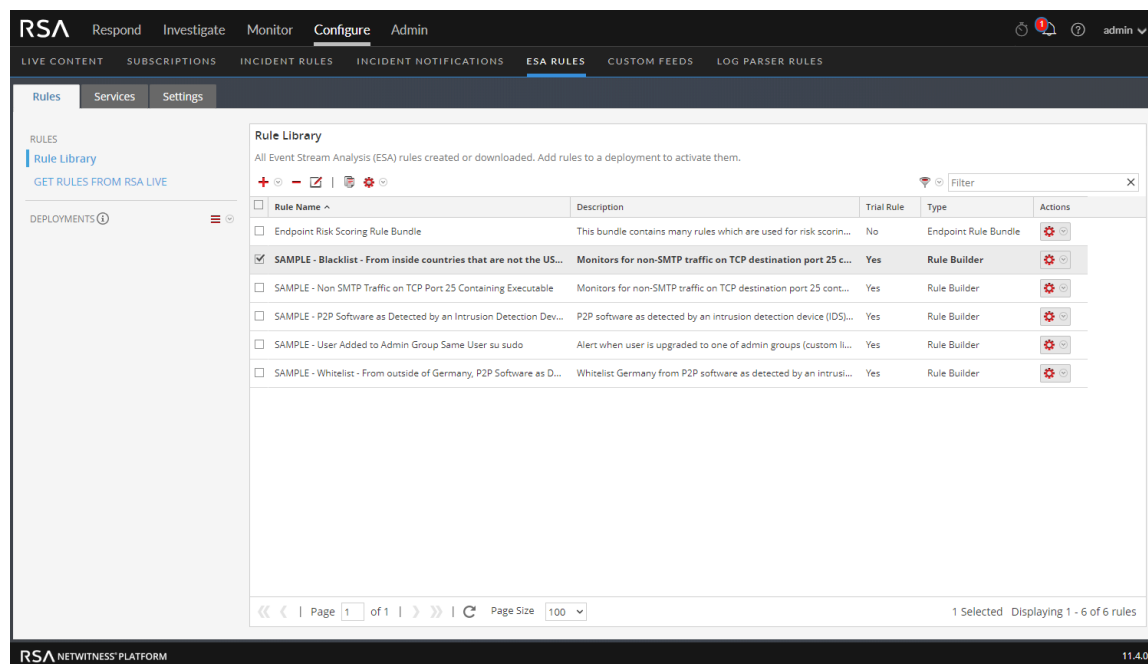 RSA Respond Investigate Monitor Configure Admin 1 admin
LIVE CONTENT SUBSCRIPTIONS INCIDENT RULES INCIDENT NOTIFICATIONS ESA RULES CUSTOM FEEDS LOG PARSER RULES
Rules Services Settings
RULES
Rule Library
GET RULES FROM RSA LIVE
DEPLOYMENTS
Rule Library
All Event Stream Analysis (ESA) rules created or downloaded. Add rules to a deployment to activate them.
Filter
Rule Name Description Trial Rule Type Actions
Endpoint Risk Scoring Rule Bundle This bundle contains many rules which are used for risk scorin... No Endpoint Rule Bundle
SAMPLE - Blacklist - From inside countries that are not the US... Monitors for non-SMTP traffic on TCP destination port 25 c... Yes Rule Builder
SAMPLE - Non SMTP Traffic on TCP Port 25 Containing Executable Monitors for non-SMTP traffic on TCP destination port 25 cont... Yes Rule Builder
SAMPLE - P2P Software as Detected by an Intrusion Detection Dev... P2P software as detected by an intrusion detection device (IDS)... Yes Rule Builder
SAMPLE - User Added to Admin Group Same User su sudo Alert when user is upgraded to one of admin groups (custom li... Yes Rule Builder
SAMPLE - Whitelist - From outside of Germany, P2P Software as D... Whitelist Germany from P2P software as detected by an intrusi... Yes Rule Builder
Page 1 of 1 Page Size 100 1 Selected Displaying 1 - 6 of 6 rules
RSA NETWITNESS® PLATFORM 11.4.0